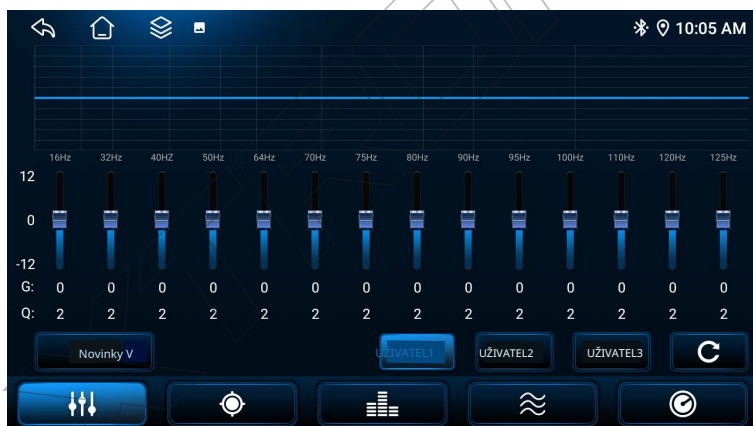 10:05 AM
16Hz 32Hz 40HZ 50Hz 64Hz 70Hz 75Hz 80Hz 90Hz 95Hz 100Hz 110Hz 120Hz 125Hz
12
0
-12
G: 0 0 0 0 0 0 0 0 0 0 0 0 0 0
Q: 2 2 2 2 2 2 2 2 2 2 2 2 2 2
Novinky V UŽIVATEL1 UŽIVATEL2 UŽIVATEL3